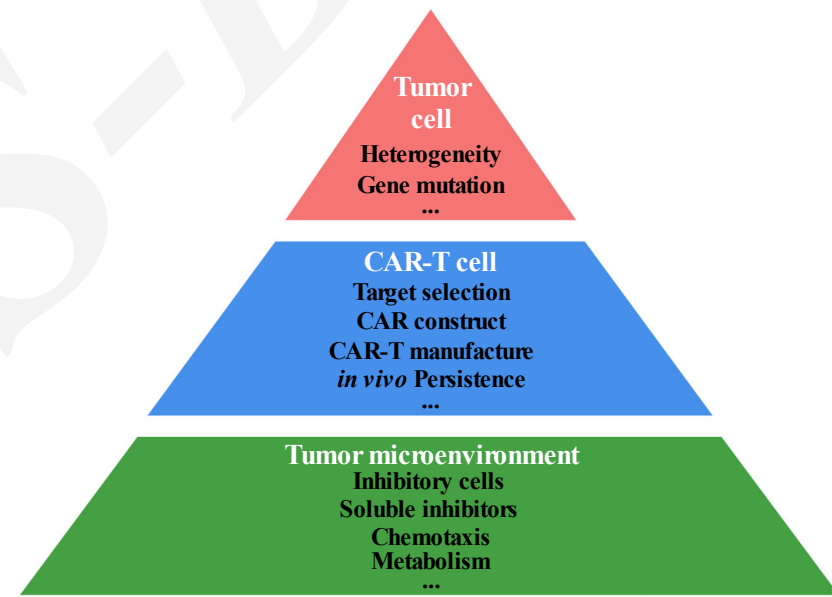 Tumor
cell
Heterogeneity
Gene mutation
...
CAR-T cell
Target selection
CAR construct
CAR-T manufacture
in vivo Persistence
...
Tumor microenvironment
Inhibitory cells
Soluble inhibitors
Chemotaxis
Metabolism
...